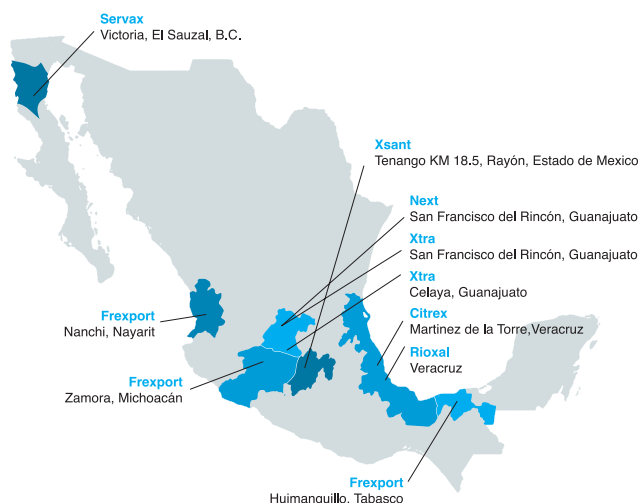 Servax
Victoria, El Sauzal, B.C.
Xsant
Tenango KM 18.5, Rayón, Estado de Mexico
Next
San Francisco del Rincón, Guanajuato
Xtra
San Francisco del Rincón, Guanajuato
Xtra
Celaya, Guanajuato
Citrex
Martinez de la Torre,Veracruz
Rioxal
Veracruz
Frexport
Nanchi, Nayarit
Frexport
Zamora, Michoacán
Frexport
Huimanguillo, Tabasco